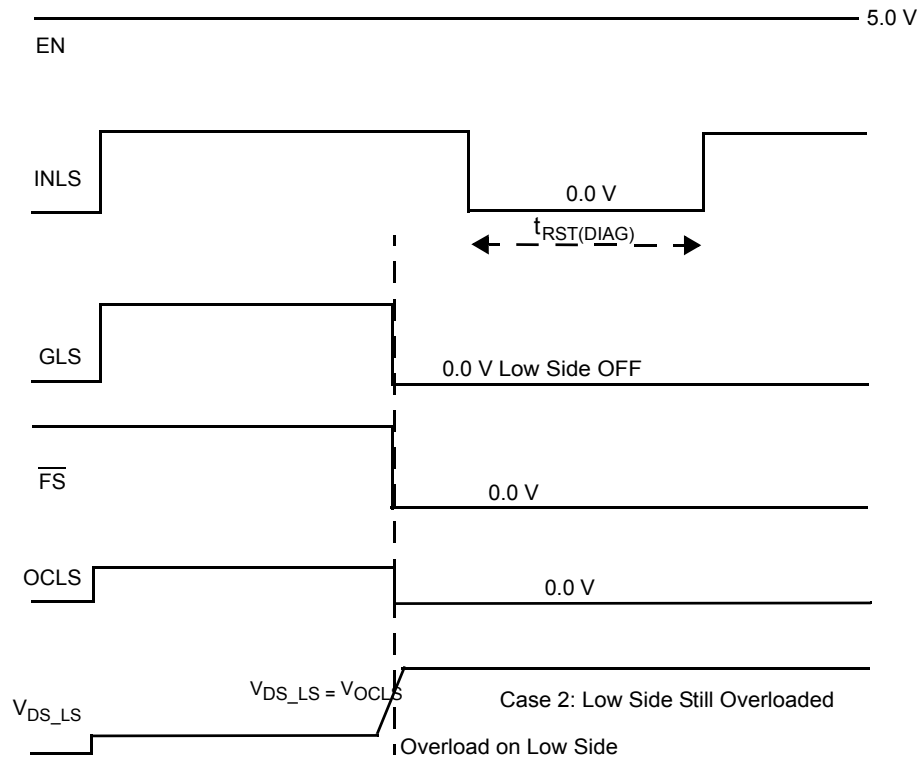 5.0 V
EN
INLS
0.0 V
tRST(DIAG)
GLS
0.0 V Low Side OFF
FS
0.0 V
OCLS
0.0 V
VDS_LS = VOCLS
Case 2: Low Side Still Overloaded
VDS_LS
Overload on Low Side